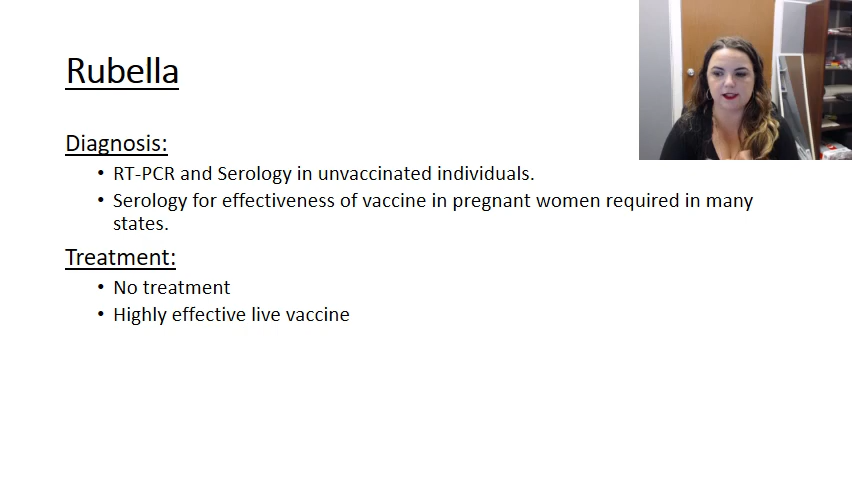 Rubella
Diagnosis:
• RT-PCR and Serology in unvaccinated individuals.
• Serology for effectiveness of vaccine in pregnant women required in many
states.
Treatment:
• No treatment
• Highly effective live vaccine